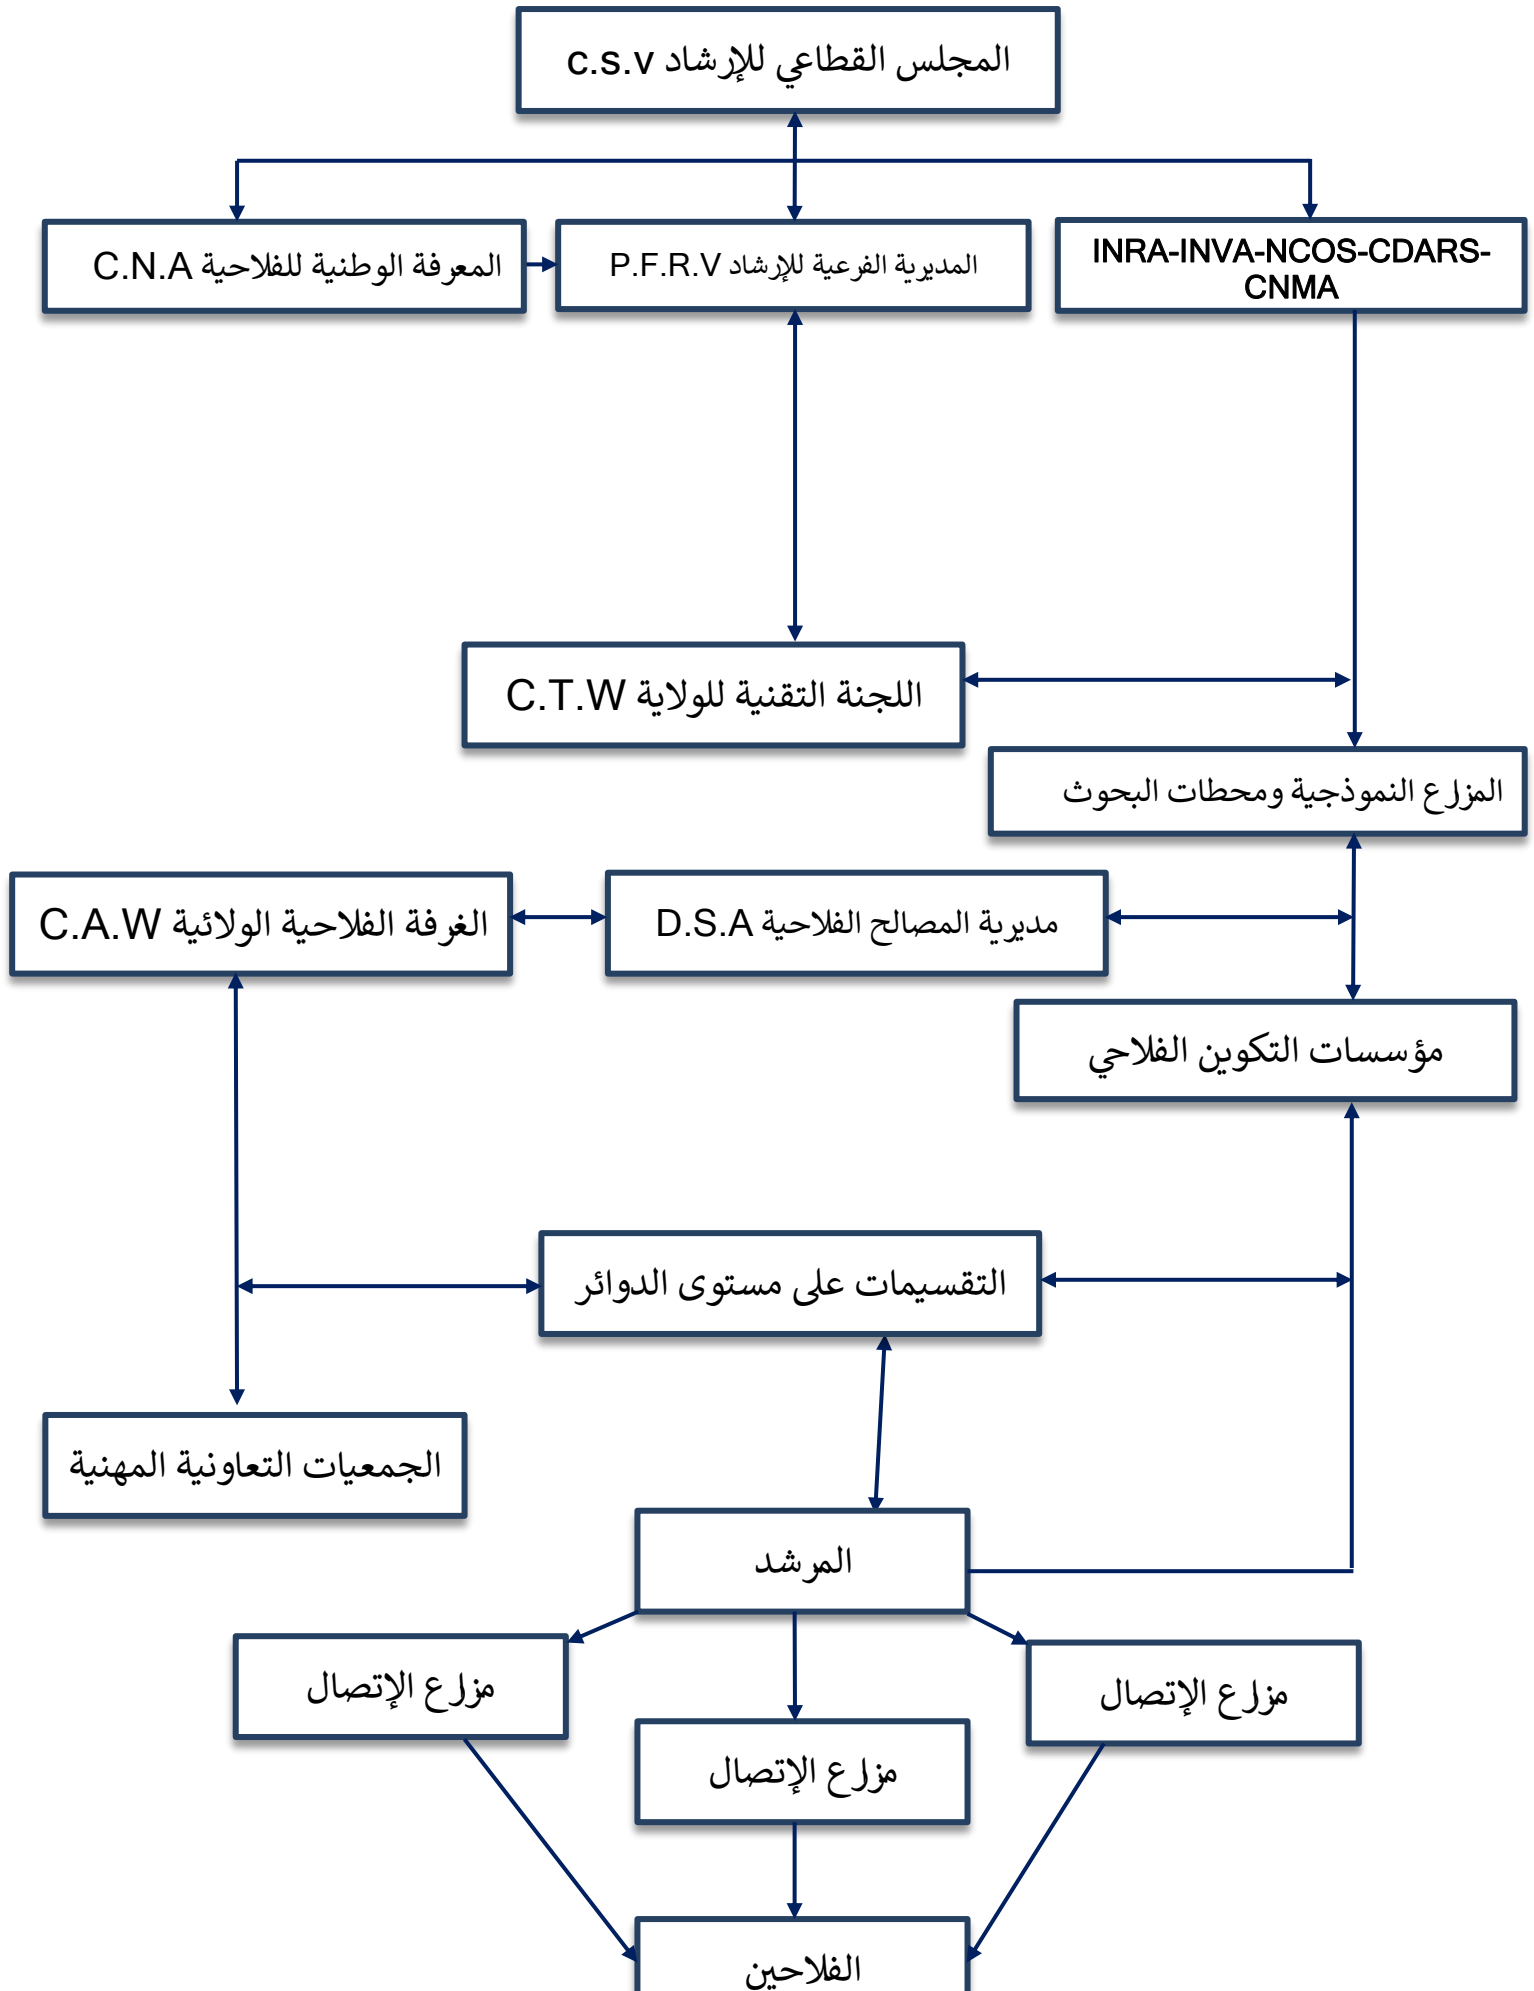 المجلس القطاعي للإرشاد c.s.v
المعرفة الوطنية للفلاحية C.N.A
المديرية الفرعية للإرشاد P.F.R.V
INRA-INVA-NCOS-CDARS-
CNMA
اللجنة التقنية للولاية C.T.W
المزارع النموذجية ومحطات البحوث
الغرفة الفلاحية الولائية C.A.W
مديرية المصالح الفلاحية D.S.A
مؤسسات التكوين الفلاحي
التقسيمات على مستوى الدوائر
الجمعيات التعاونية المهنية
المرشد
مزارع الإتصال
مزارع الإتصال
مزارع الإتصال
الفلاحين